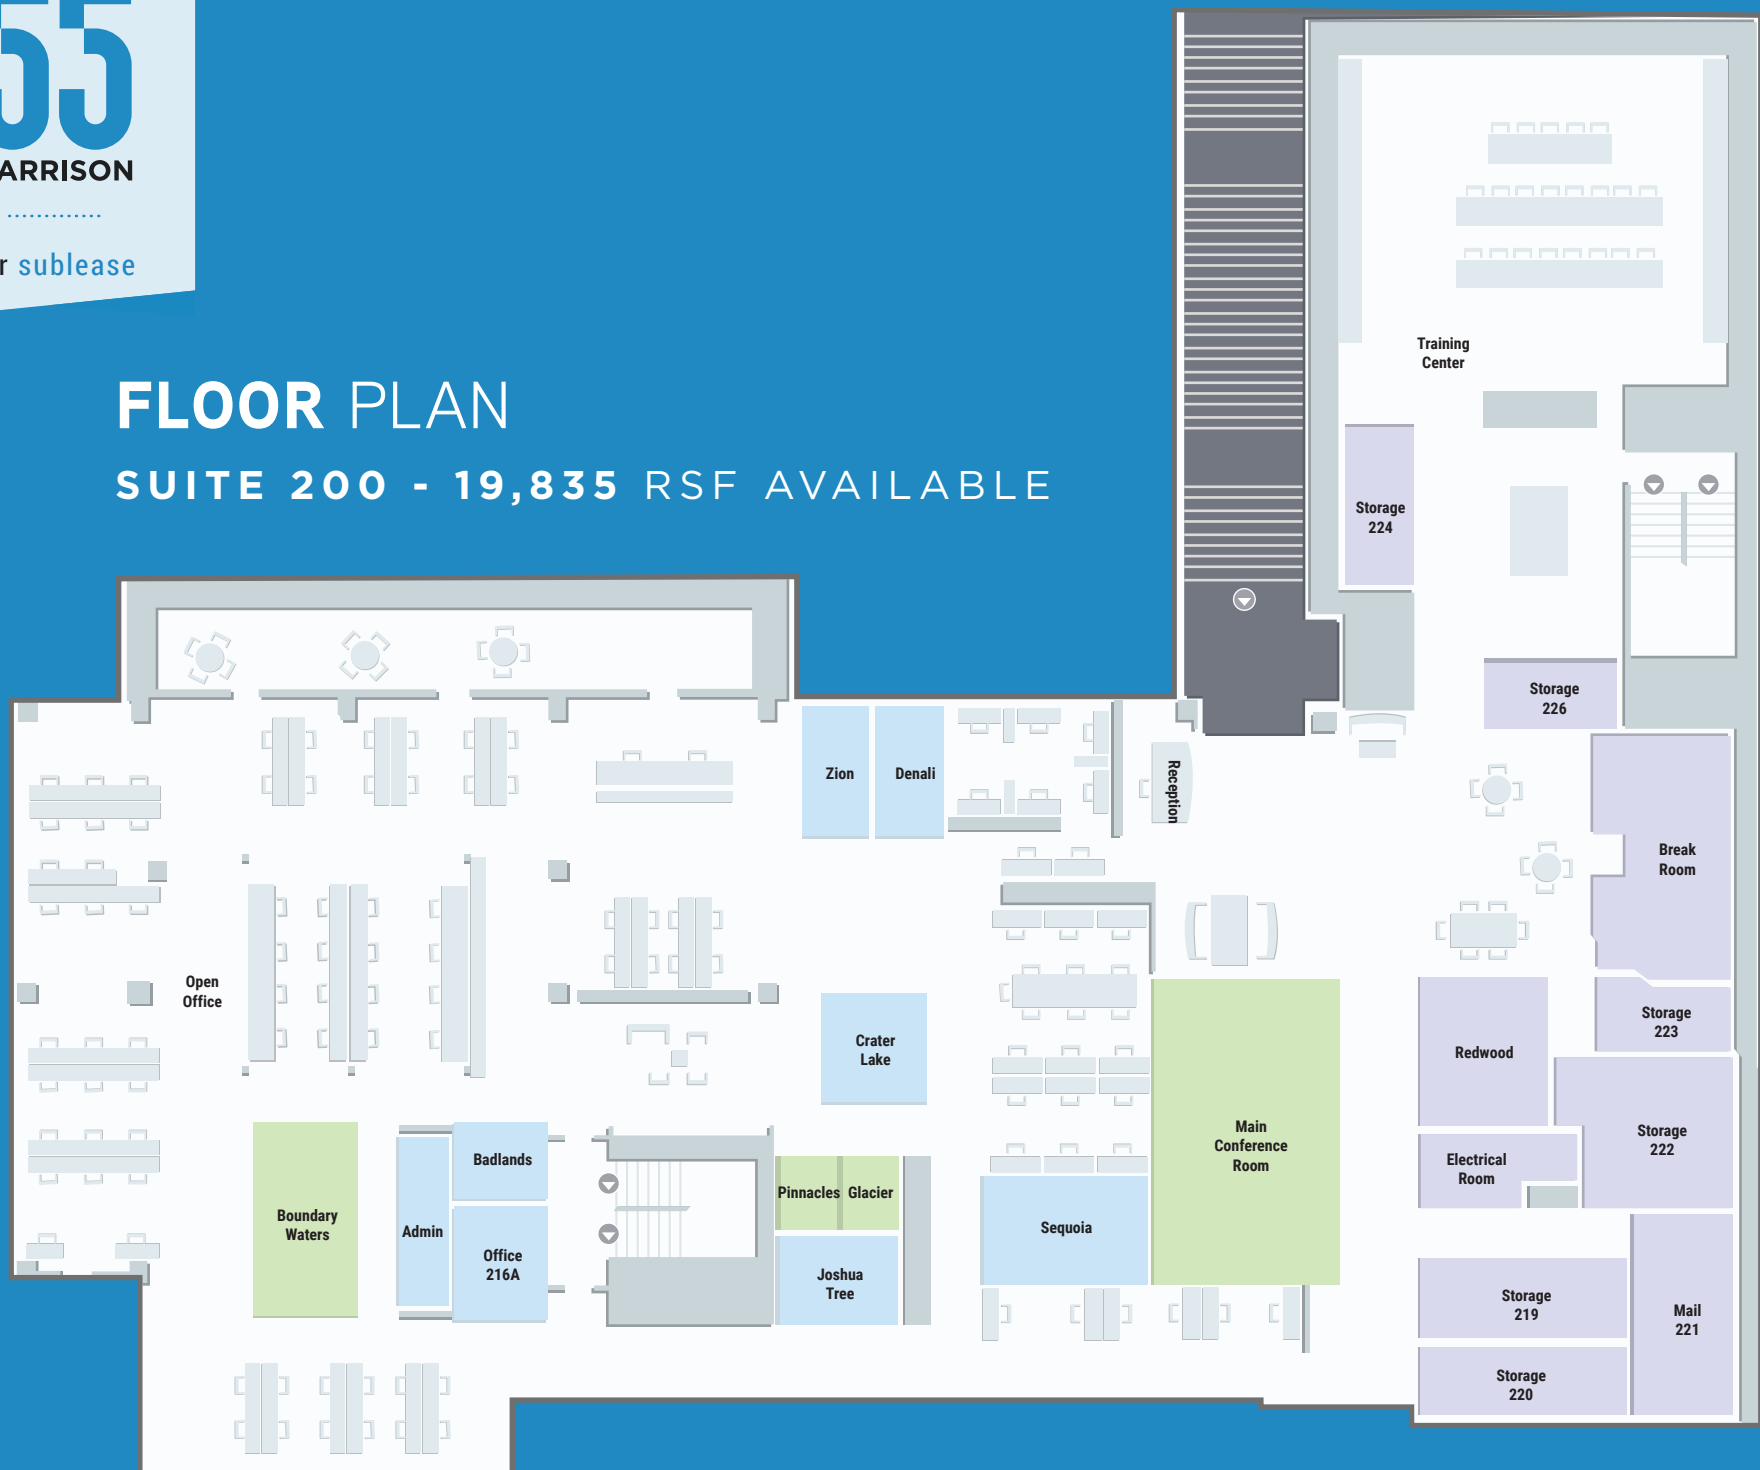 55
ARRISON
r sublease
FLOOR PLAN
SUITE 200 - 19,835 RSF AVAILABLE
Training
Center
Storage
224
Storage
226
Zion
Denali
Reception
Break
Room
Open
Office
Crater
Lake
Redwood
Storage
223
Storage
222
Main
Conference
Room
Electrical
Room
Boundary
Waters
Admin
Badlands
Office
216A
Pinnacles
Glacier
Joshua
Tree
Sequoia
Storage
219
Storage
220
Mail
221